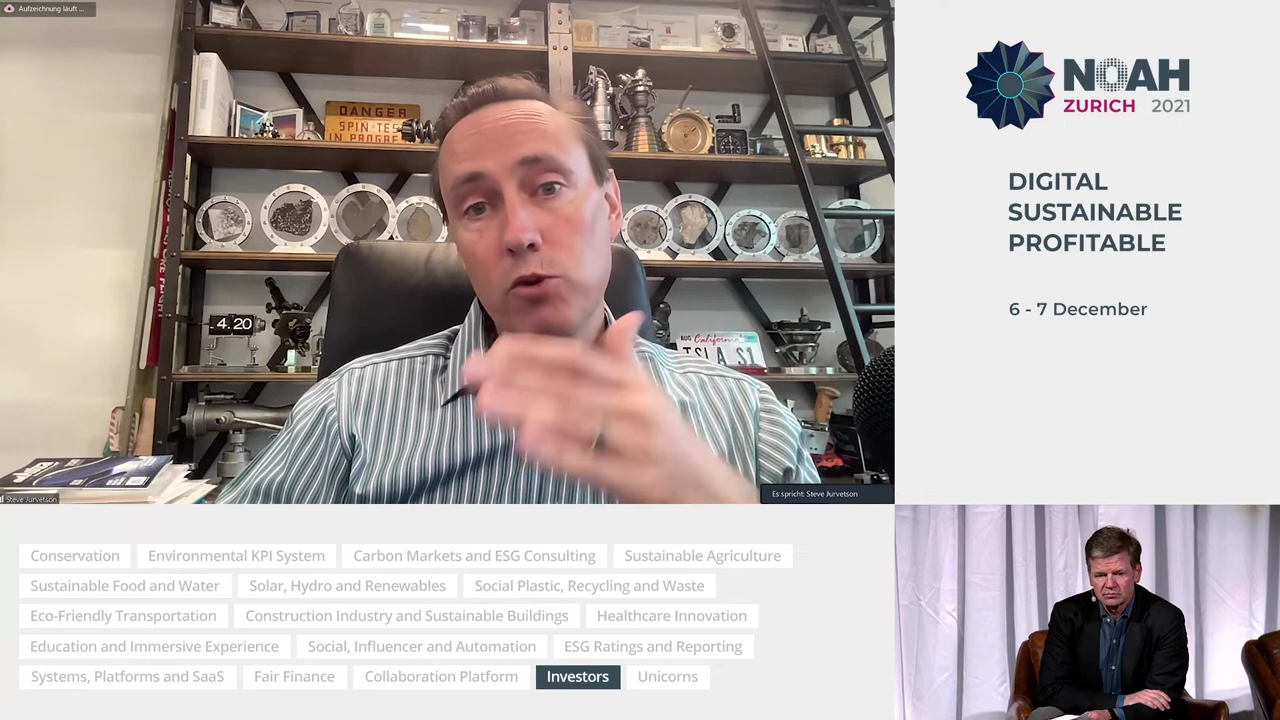 Aufzeichnung läuft ...
DANGER
SPIN TES
IN PROGRE
4 20
AUG California
TSLA S1
Steve Jurvetson
Es spricht: Steve Jurvetson
NOAH
ZURICH 2021
DIGITAL
SUSTAINABLE
PROFITABLE
6 - 7 December
Conservation
Environmental KPI System
Carbon Markets and ESG Consulting
Sustainable Agriculture
Sustainable Food and Water
Solar, Hydro and Renewables
Social Plastic, Recycling and Waste
Eco-Friendly Transportation
Construction Industry and Sustainable Buildings
Healthcare Innovation
Education and Immersive Experience
Social, Influencer and Automation
ESG Ratings and Reporting
Systems, Platforms and SaaS
Fair Finance
Collaboration Platform
Investors
Unicorns